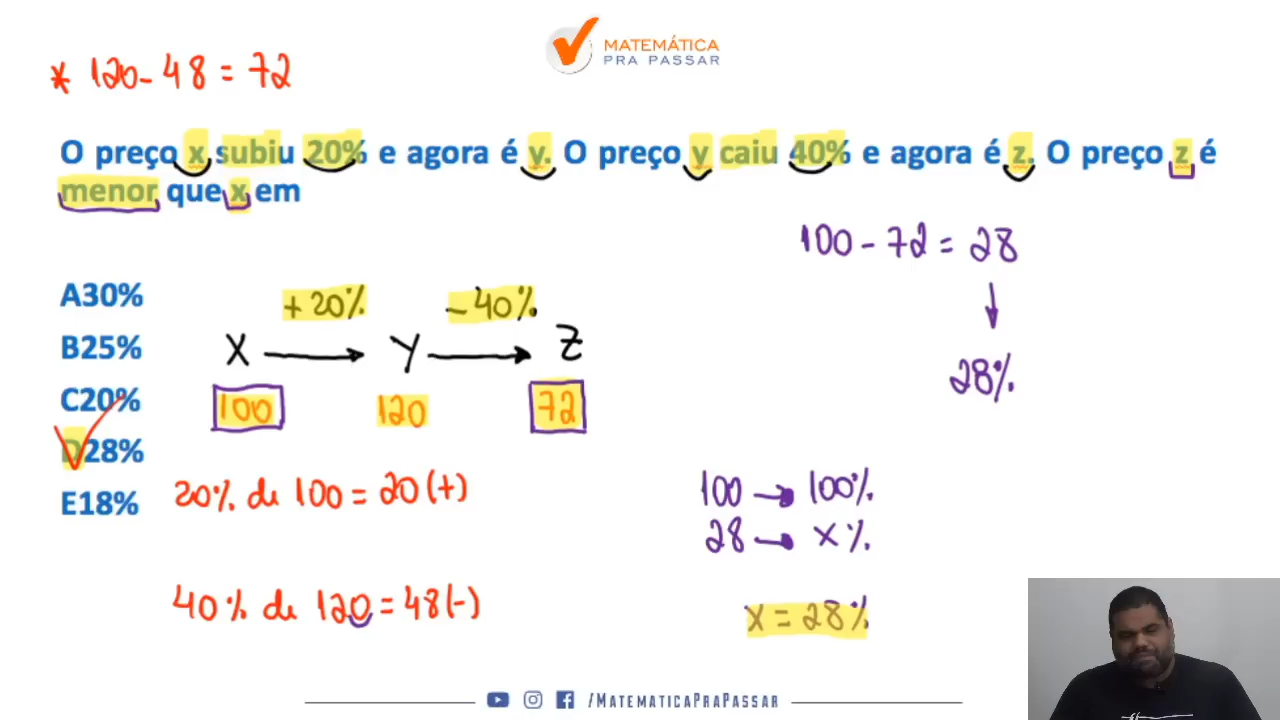 MATEMÁTICA
PRA PASSAR
* 120 - 48 = 72
O preço x subiu 20% e agora é y. O preço y caiu 40% e agora é z. O preço z é
menor que x em
100 - 72 = 28
28%
A30%
B25%
C20%
D28%
E18%
+20% -40%
X Y Z
100 120 72
20% de 100 = 20 (+)
40% de 120 = 48 (-)
100 100%
28 x%
x = 28%
/MATEMATICAPRAPASSAR